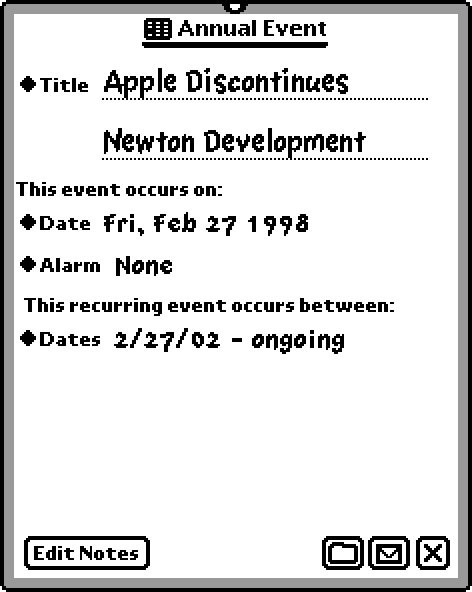 Annual Event
Title Apple Discontinues
Newton Development
This event occurs on:
Date Fri, Feb 27 1998
Alarm None
This recurring event occurs between:
Dates 2/27/02 - ongoing
Edit Notes